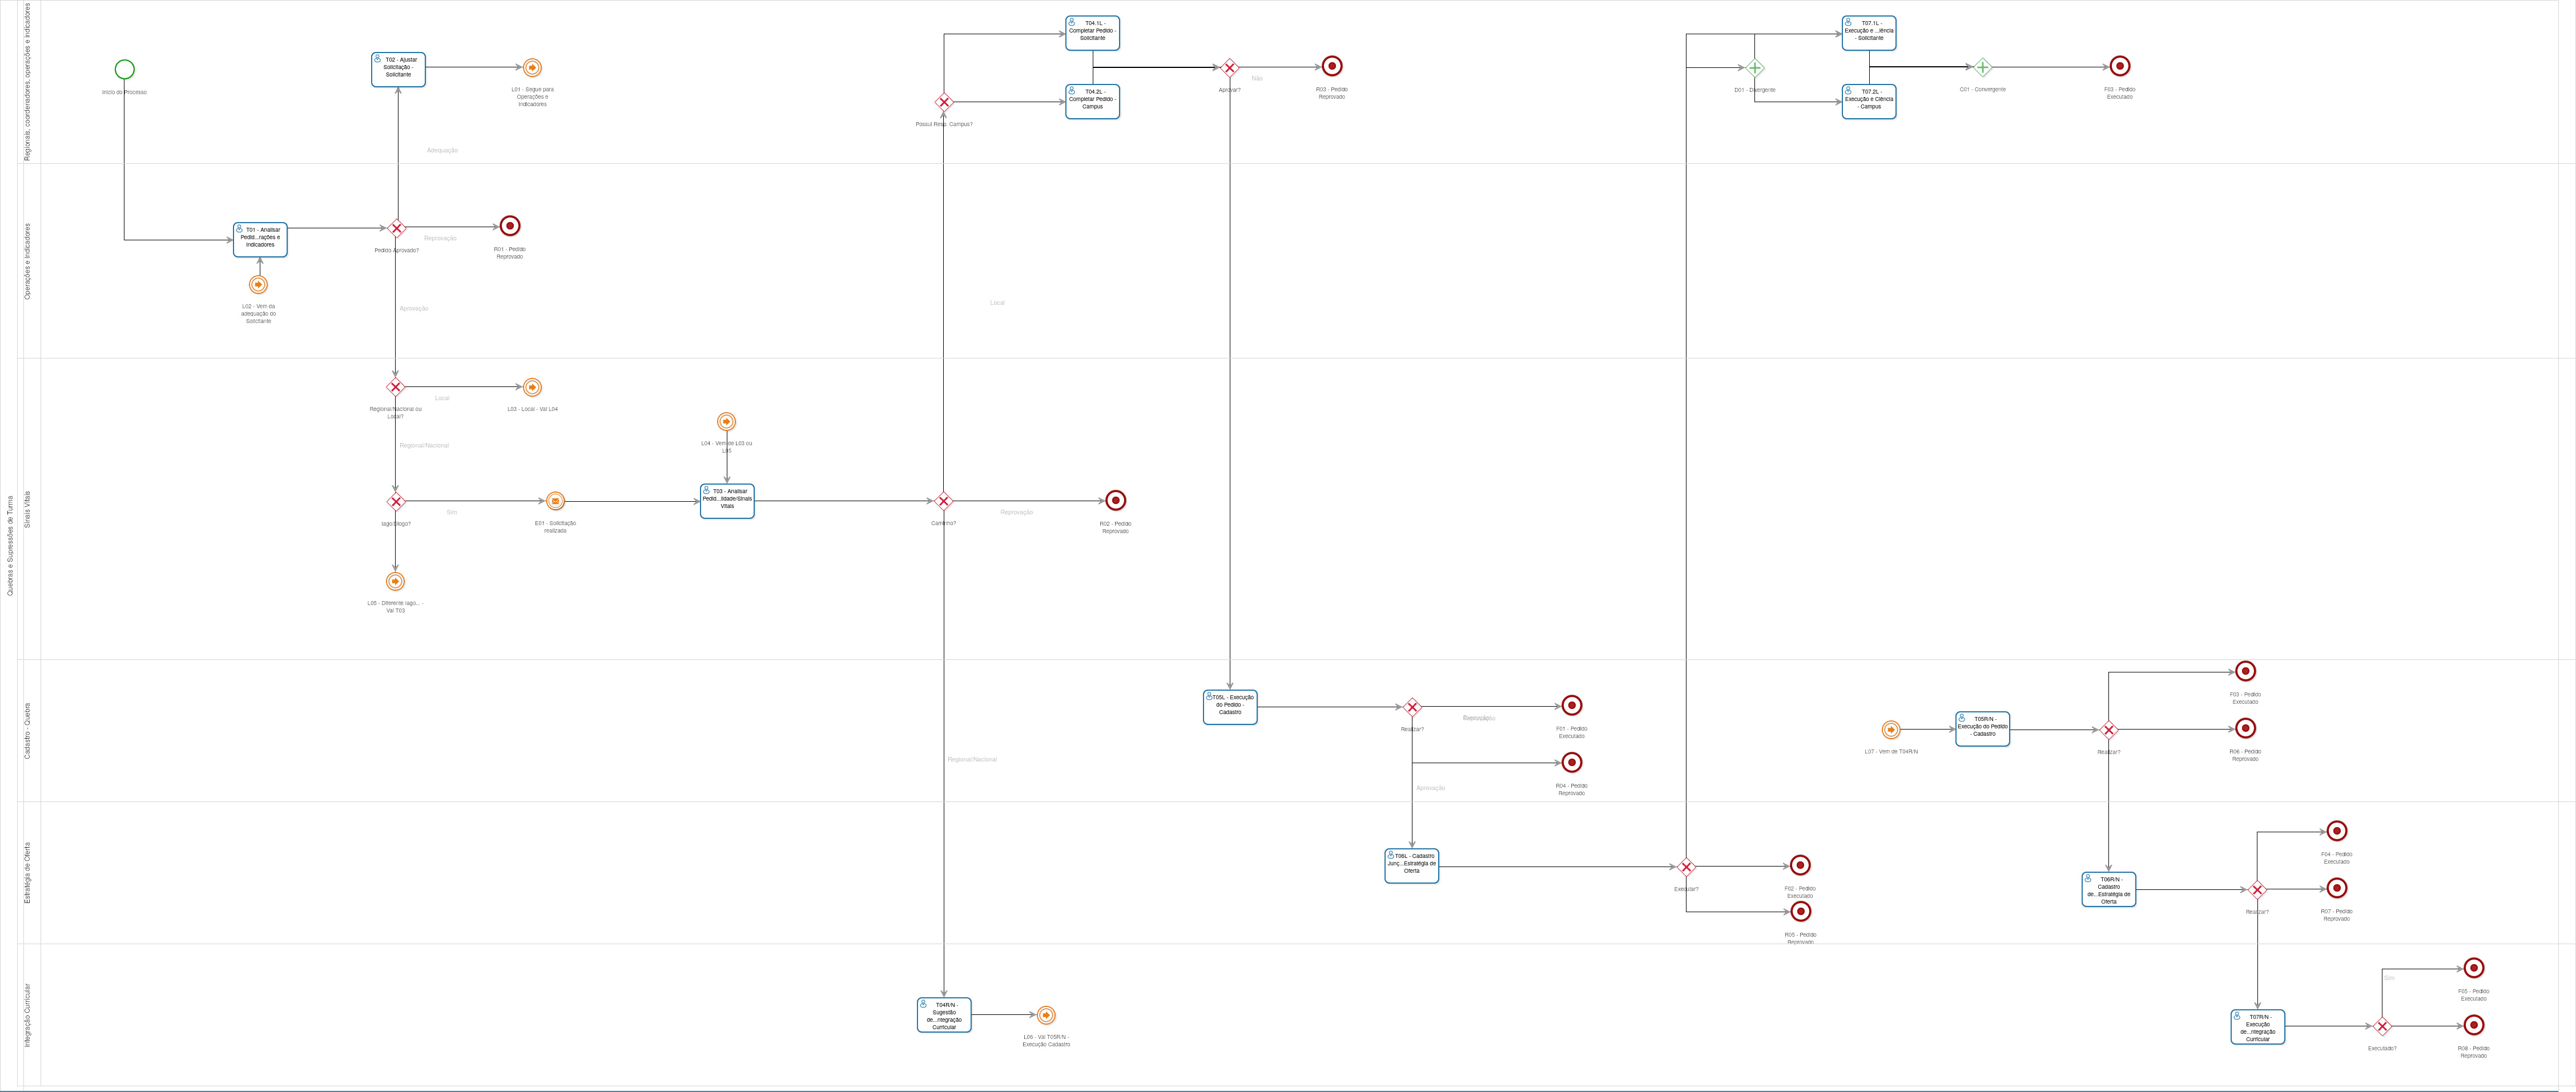 Quebras e Supressões de Turma
Regionais, coordenadores, operações e indicadores
Início do Processo
T02 - Ajustar
Solicitação -
Solicitante
L01 - Segue para
Operações e
Indicadores
Adequação
Possui Resp. Campus?
T04.1L -
Completar Pedido -
Solicitante
T04.2L -
Completar Pedido -
Campus
Aprovar?
Não
R03 - Pedido
Reprovado
D01 - Divergente
T07.1L -
Execução e ...iência
- Solicitante
T07.2L -
Execução e Ciência
- Campus
C01 - Convergente
F03 - Pedido
Executado
Operações e Indicadores
T01 - Analisar
Pedid...rações e
Indicadores
L02 - Vem da
adequação do
Solicitante
Pedido Aprovado?
Reprovação
R01 - Pedido
Reprovado
Aprovação
Local
Sinais Vitais
Regional/Nacional ou
Local?
Local
L03 - Local - Vai L04
Regional/Nacional
Iago/Diogo?
Sim
E01 - Solicitação
realizada
L05 - Diferente Iago... -
Vai T03
L04 - Vem de L03 ou
L05
T03 - Analisar
Pedid...lidade/Sinais
Vitais
Caminho?
Reprovação
R02 - Pedido
Reprovado
Cadastro - Quebra
Regional/Nacional
T05L - Execução
do Pedido -
Cadastro
Realizar?
F01 - Pedido
Executado
R04 - Pedido
Reprovado
Aprovação
L07 - Vem de T04R/N
T05R/N -
Execução do Pedido
- Cadastro
Realizar?
F03 - Pedido
Executado
R06 - Pedido
Reprovado
Estratégia de Oferta
T06L - Cadastro
Junç...Estratégia de
Oferta
Executar?
F02 - Pedido
Executado
R05 - Pedido
Reprovado
T06R/N -
Cadastro
de...Estratégia de
Oferta
Realizar?
F04 - Pedido
Executado
R07 - Pedido
Reprovado
Integração Curricular
T04R/N -
Sugestão
de...ntegração
Curricular
L06 - Vai T05R/N -
Execução Cadastro
T07R/N -
Execução
de...ntegração
Curricular
Executado?
Sim
F05 - Pedido
Executado
R08 - Pedido
Reprovado